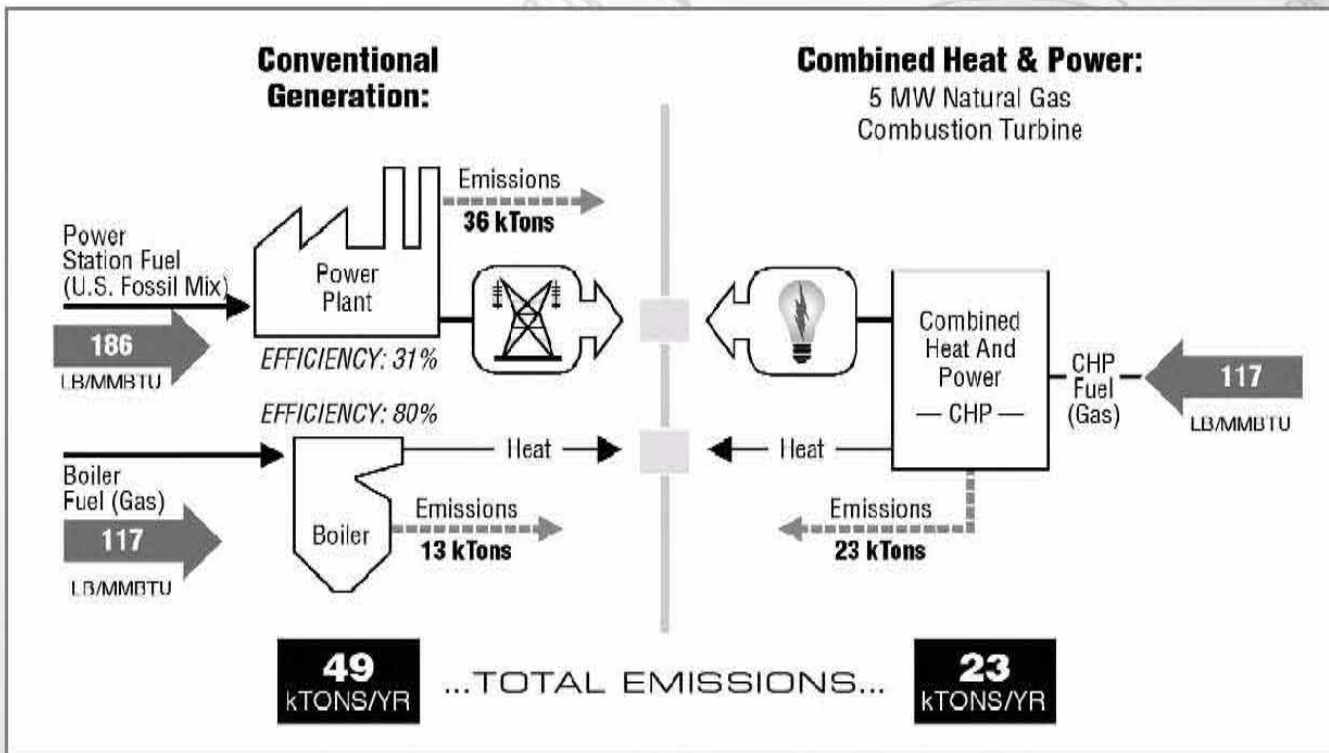 Conventional
Generation:
Emissions
36 kTons
Power
Station Fuel
(U.S. Fossil Mix)
186
LB/MMBTU
Power
Plant
EFFICIENCY: 31%
EFFICIENCY: 80%
Heat
Boiler
Fuel (Gas)
117
LB/MMBTU
Boiler
Emissions
13 kTons
Combined Heat & Power:
5 MW Natural Gas
Combustion Turbine
Combined
Heat And
Power
— CHP —
CHP
Fuel
(Gas)
117
LB/MMBTU
Heat
Emissions
23 kTons
49
kTONS/YR
...TOTAL EMISSIONS...
23
kTONS/YR